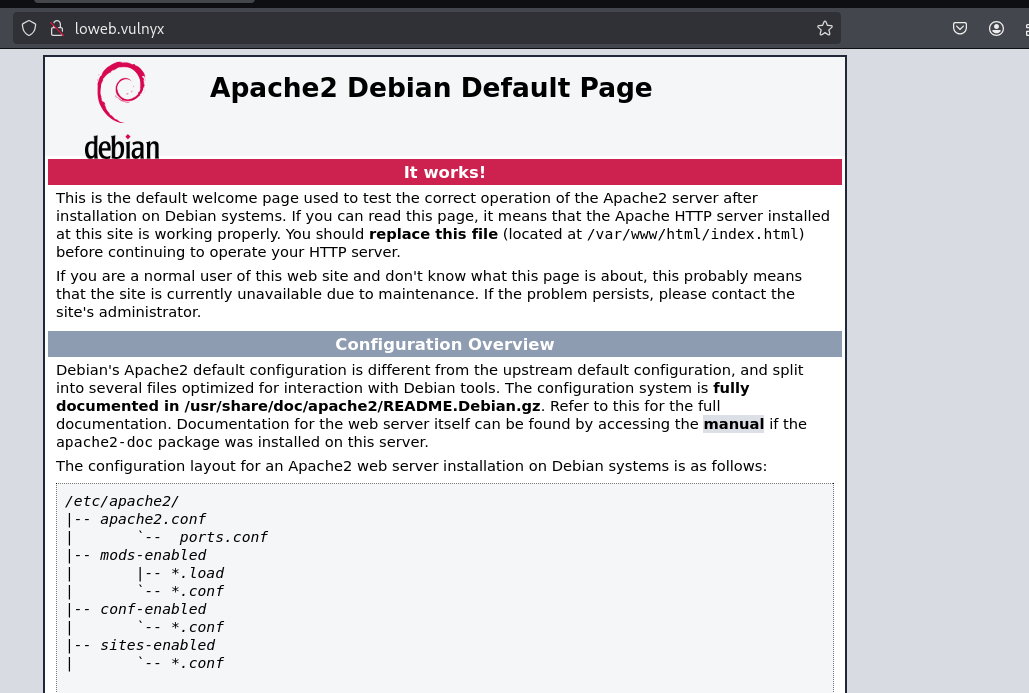 loweb.vulnyx
debian
Apache2 Debian Default Page
It works!
This is the default welcome page used to test the correct operation of the Apache2 server after
installation on Debian systems. If you can read this page, it means that the Apache HTTP server installed
at this site is working properly. You should replace this file (located at /var/www/html/index.html)
before continuing to operate your HTTP server.
If you are a normal user of this web site and don't know what this page is about, this probably means
that the site is currently unavailable due to maintenance. If the problem persists, please contact the
site's administrator.
Configuration Overview
Debian's Apache2 default configuration is different from the upstream default configuration, and split
into several files optimized for interaction with Debian tools. The configuration system is fully
documented in /usr/share/doc/apache2/README.Debian.gz. Refer to this for the full
documentation. Documentation for the web server itself can be found by accessing the manual if the
apache2-doc package was installed on this server.
The configuration layout for an Apache2 web server installation on Debian systems is as follows:
/etc/apache2/
|-- apache2.conf
|       `--  ports.conf
|-- mods-enabled
|       |-- *.load
|       `-- *.conf
|-- conf-enabled
|       `-- *.conf
|-- sites-enabled
|       `-- *.conf